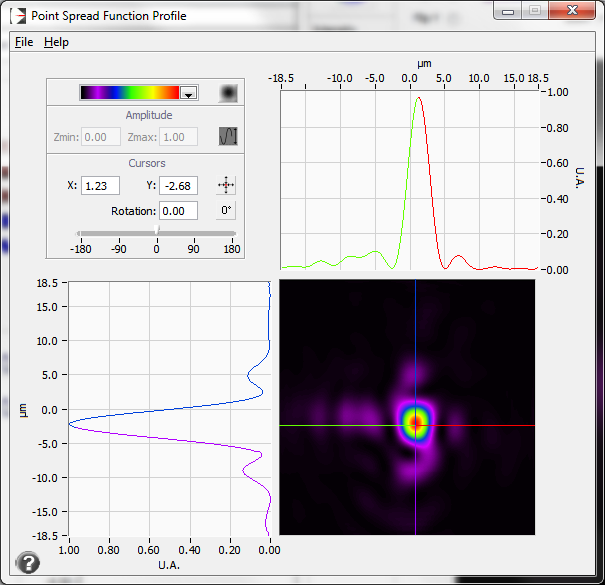 Point Spread Function Profile
File Help
Amplitude
Zmin: 0.00 Zmax: 1.00
Cursors
X: 1.23 Y: -2.68
Rotation: 0.00 0°
-180 -90 0 90 180
µm
-18.5 -10.0 -5.0 0.0 5.0 10.0 15.0 18.5
-1.00
-0.80
-0.60
-0.40
-0.20
-0.00
U.A.
18.5
15.0
10.0
5.0
0.0
-5.0
-10.0
-15.0
-18.5
µm
1.00 0.80 0.60 0.40 0.20 0.00
U.A.
?